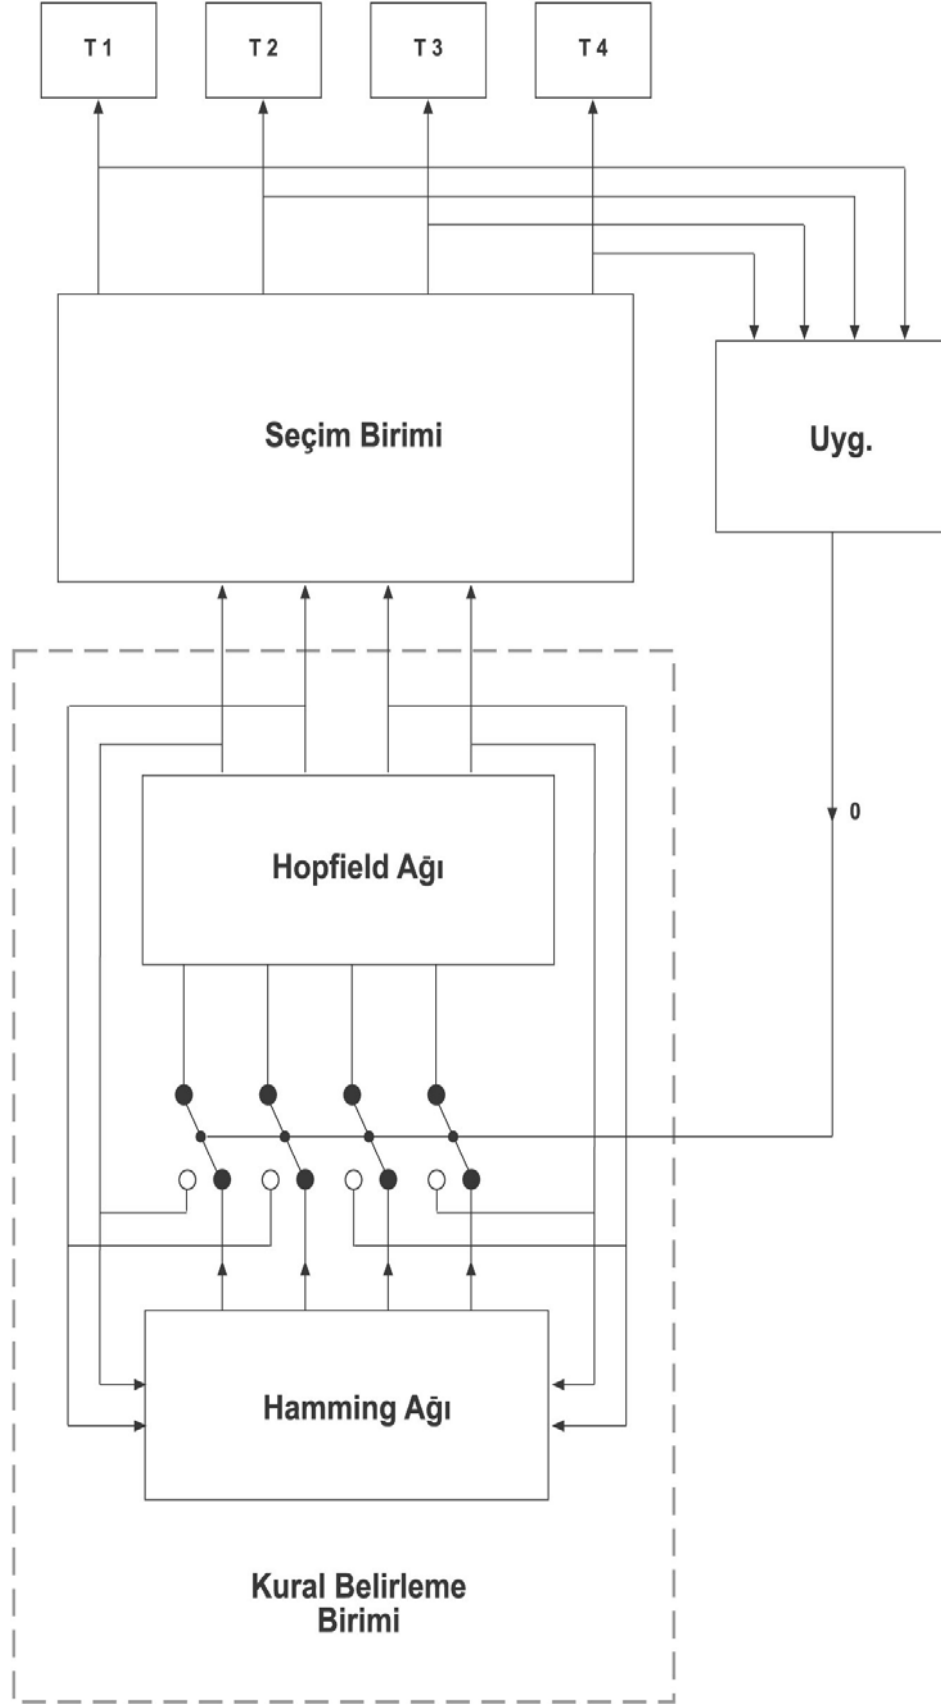 T 1
T 2
T 3
T 4
Seçim Birimi
Uyg.
0
Hopfield Ağı
Hamming Ağı
Kural Belirleme
Birimi